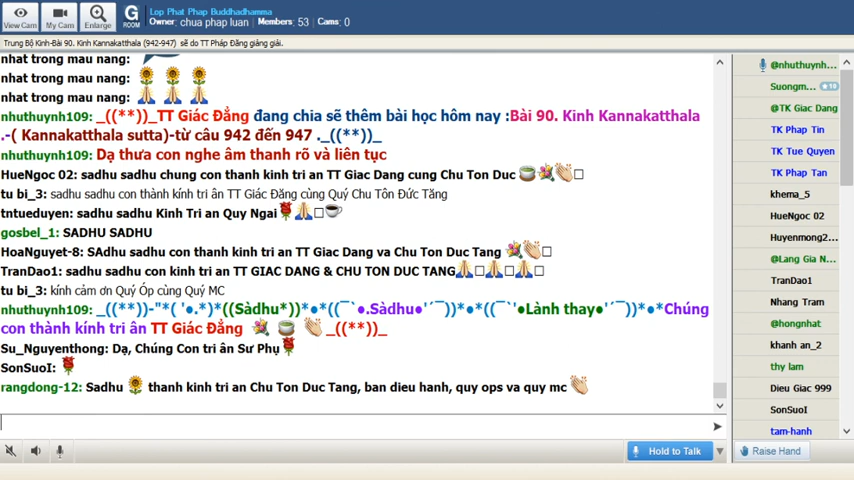 Lop Phat Phap Buddhadhamma
Owner: chua phap luan Members: 53 Cams: 0
View Cam
My Cam
Enlarge
G
ROOM
Trung Bộ Kinh-Bài 90. Kinh Kannakatthala (942-947) sẽ do TT Pháp Đăng giảng giải.
nhat trong mau nang:
nhat trong mau nang:
nhat trong mau nang:
nhuthuynh109: _((**))_TT Giác Đẳng đang chia sẽ thêm bài học hôm nay :Bài 90. Kinh Kannakatthala
.-( Kannakatthala sutta)-từ câu 942 đến 947 ._((**))_
nhuthuynh109: Dạ thưa con nghe âm thanh rõ và liên tục
HueNgoc 02: sadhu sadhu chung con thanh kinh tri an TT Giac Dang cung Chu Ton Duc
tu bi_3: sadhu sadhu con thành kính tri ân TT Giác Đăng cùng Quý Chu Tôn Đức Tăng
tntueduyen: sadhu sadhu Kinh Tri an Quy Ngai
gosbel_1: SADHU SADHU
HoaNguyet-8: SAdhu sadhu con thanh kinh tri an TT Giac Dang va Chu Ton Duc Tang
TranDao1: sadhu sadhu con kinh tri an TT GIAC DANG & CHU TON DUC TANG
tu bi_3: kính cảm ơn Quý Óp cùng Quý MC
nhuthuynh109: _((**))-"*( '●.*)*((Sàdhu*))*●*((¯`●.Sàdhu●'´¯))*●*((¯`'●Lành thay●'´¯))*●*Chúng
con thành kính tri ân TT Giác Đẳng _((**))_
Su_Nguyenthong: Dạ, Chúng Con tri ân Sư Phụ
SonSuoI:
rangdong-12: Sadhu thanh kinh tri an Chu Ton Duc Tang, ban dieu hanh, quy ops va quy mc
@nhuthuynh...
Suongm... +10
@TK Giac Dang
TK Phap Tin
TK Tue Quyen
TK Phap Tan
khema_5
HueNgoc 02
Huyenmong2...
@Lang Gia N...
TranDao1
Nhang Tram
@hongnhat
khanh an_2
thy lam
Dieu Giac 999
SonSuoI
tam-hanh
Hold to Talk
Raise Hand